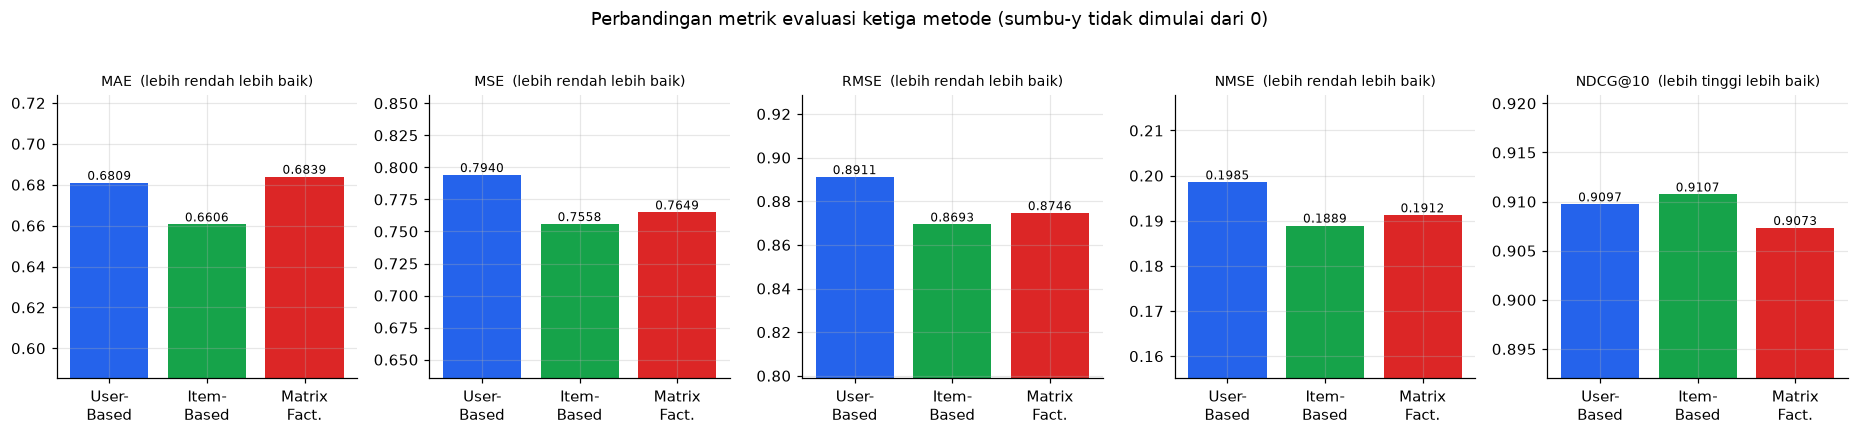 Perbandingan metrik evaluasi ketiga metode (sumbu-y tidak dimulai dari 0)
MAE (lebih rendah lebih baik)
0.72
0.70
0.68
0.66
0.64
0.62
0.60
0.6809
0.6606
0.6839
User-
Based
Item-
Based
Matrix
Fact.
MSE (lebih rendah lebih baik)
0.850
0.825
0.800
0.775
0.750
0.725
0.700
0.675
0.650
0.7940
0.7558
0.7649
User-
Based
Item-
Based
Matrix
Fact.
RMSE (lebih rendah lebih baik)
0.92
0.90
0.88
0.86
0.84
0.82
0.80
0.8911
0.8693
0.8746
User-
Based
Item-
Based
Matrix
Fact.
NMSE (lebih rendah lebih baik)
0.21
0.20
0.19
0.18
0.17
0.16
0.1985
0.1889
0.1912
User-
Based
Item-
Based
Matrix
Fact.
NDCG@10 (lebih tinggi lebih baik)
0.920
0.915
0.910
0.905
0.900
0.895
0.9097
0.9107
0.9073
User-
Based
Item-
Based
Matrix
Fact.